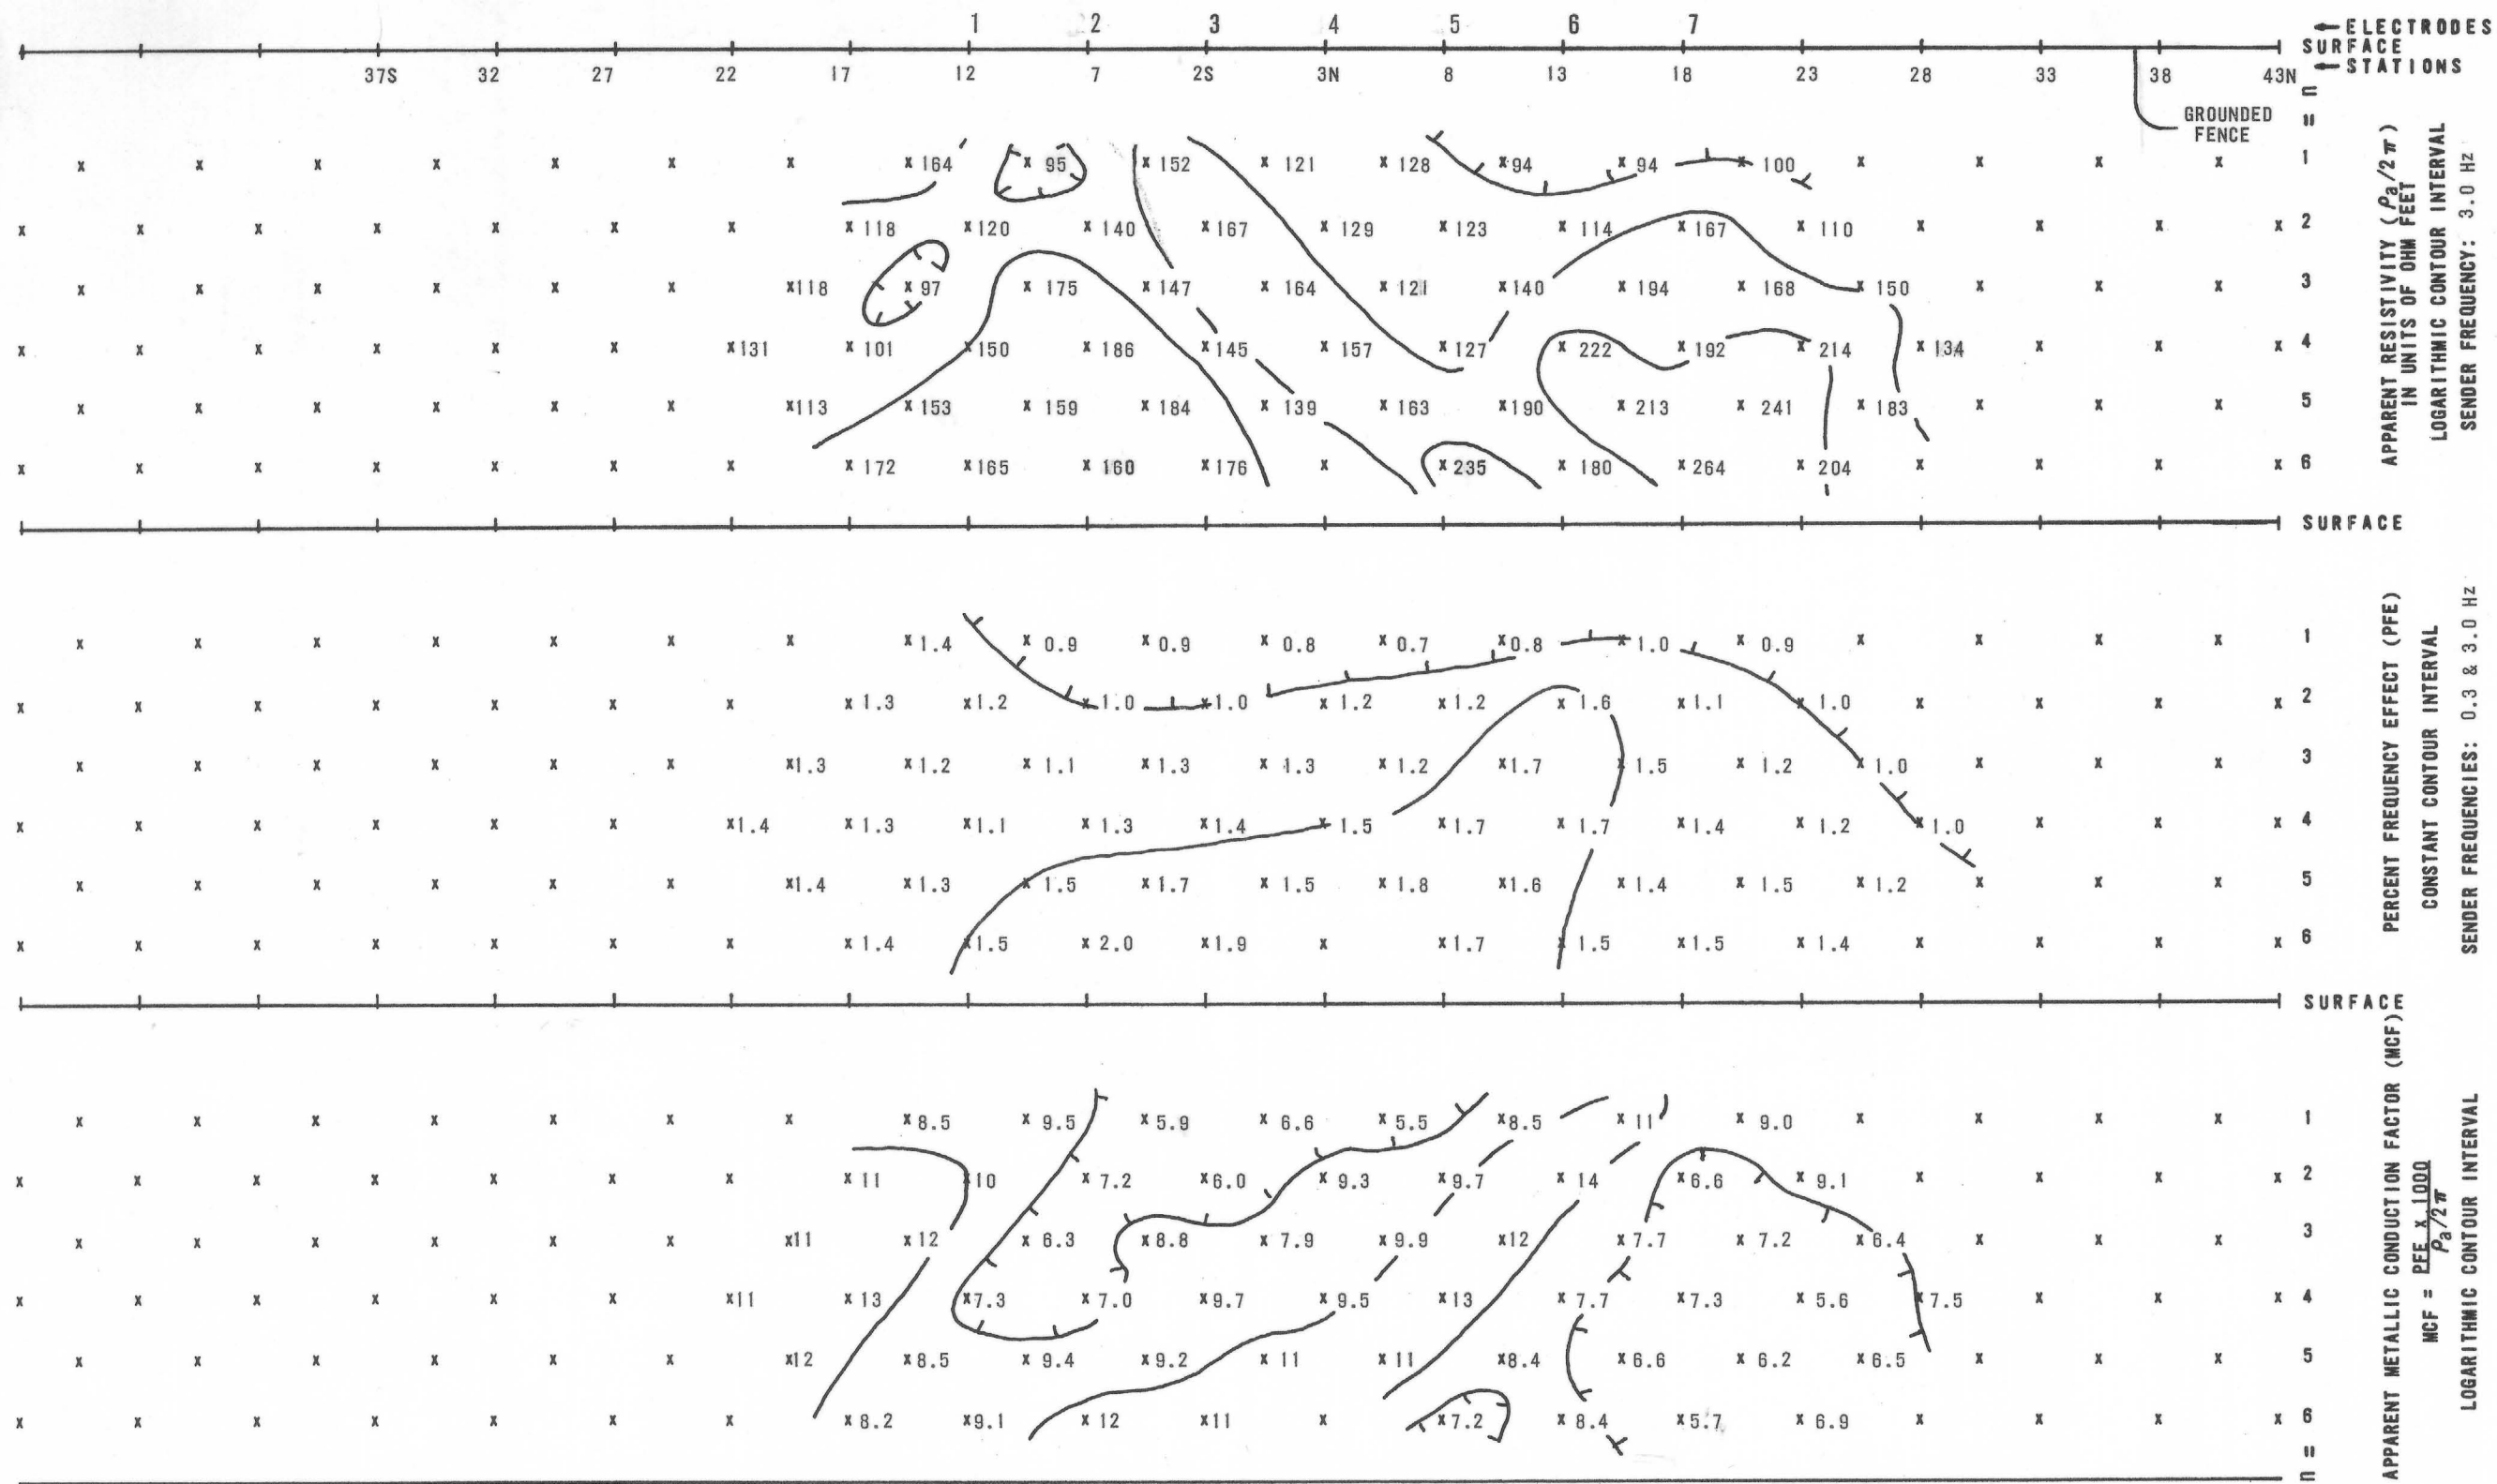 1 2 3 4 5 6 7 ←ELECTRODES
SURFACE
37S 32 27 22 17 12 7 2S 3N 8 13 18 23 28 33 38 43N ←STATIONS
GROUNDED
FENCE
n
=
x x x x x x x x 164 x 95 x 152 x 121 x 128 x 94 x 94 x 100 x x x x 1
x x x x x x x x 118 x 120 x 140 x 167 x 129 x 123 x 114 x 167 x 110 x x x x 2
x x x x x x x 118 x 97 x 175 x 147 x 164 x 121 x 140 x 194 x 168 x 150 x x x 3
x x x x x x x 131 x 101 x 150 x 186 x 145 x 157 x 127 x 222 x 192 x 214 x 134 x x x 4
x x x x x x x 113 x 153 x 159 x 184 x 139 x 163 x 190 x 213 x 241 x 183 x x x 5
x x x x x x x x 172 x 165 x 160 x 176 x x 235 x 180 x 264 x 204 x x x x 6
APPARENT RESISTIVITY (ρa/2π)
IN UNITS OF OHM FEET
LOGARITHMIC CONTOUR INTERVAL
SENDER FREQUENCY: 3.0 Hz
SURFACE
x x x x x x x x 1.4 x 0.9 x 0.9 x 0.8 x 0.7 x 0.8 x 1.0 x 0.9 x x x x 1
x x x x x x x x 1.3 x 1.2 x 1.0 x 1.0 x 1.2 x 1.2 x 1.6 x 1.1 x 1.0 x x x x 2
x x x x x x x 1.3 x 1.2 x 1.1 x 1.3 x 1.3 x 1.2 x 1.7 x 1.5 x 1.2 x 1.0 x x x 3
x x x x x x x 1.4 x 1.3 x 1.1 x 1.3 x 1.4 x 1.5 x 1.7 x 1.7 x 1.4 x 1.2 x 1.0 x x x 4
x x x x x x x 1.4 x 1.3 x 1.5 x 1.7 x 1.5 x 1.8 x 1.6 x 1.4 x 1.5 x 1.2 x x x 5
x x x x x x x x 1.4 x 1.5 x 2.0 x 1.9 x x 1.7 x 1.5 x 1.5 x 1.4 x x x x 6
PERCENT FREQUENCY EFFECT (PFE)
CONSTANT CONTOUR INTERVAL
SENDER FREQUENCIES: 0.3 & 3.0 Hz
SURFACE
x x x x x x x x 8.5 x 9.5 x 5.9 x 6.6 x 5.5 x 8.5 x 11 x 9.0 x x x x 1
x x x x x x x x 11 x 10 x 7.2 x 6.0 x 9.3 x 9.7 x 14 x 6.6 x 9.1 x x x x 2
x x x x x x x 11 x 12 x 6.3 x 8.8 x 7.9 x 9.9 x 12 x 7.7 x 7.2 x 6.4 x x x 3
x x x x x x x 11 x 13 x 7.3 x 7.0 x 9.7 x 9.5 x 13 x 7.7 x 7.3 x 5.6 x 7.5 x x x 4
x x x x x x x 12 x 8.5 x 9.4 x 9.2 x 11 x 11 x 8.4 x 6.6 x 6.2 x 6.5 x x x 5
x x x x x x x x 8.2 x 9.1 x 12 x 11 x x 7.2 x 8.4 x 5.7 x 6.9 x x x x 6
n =
APPARENT METALLIC CONDUCTION FACTOR (MCF)
MCF = PFE X 1000
ρa/2π
LOGARITHMIC CONTOUR INTERVAL